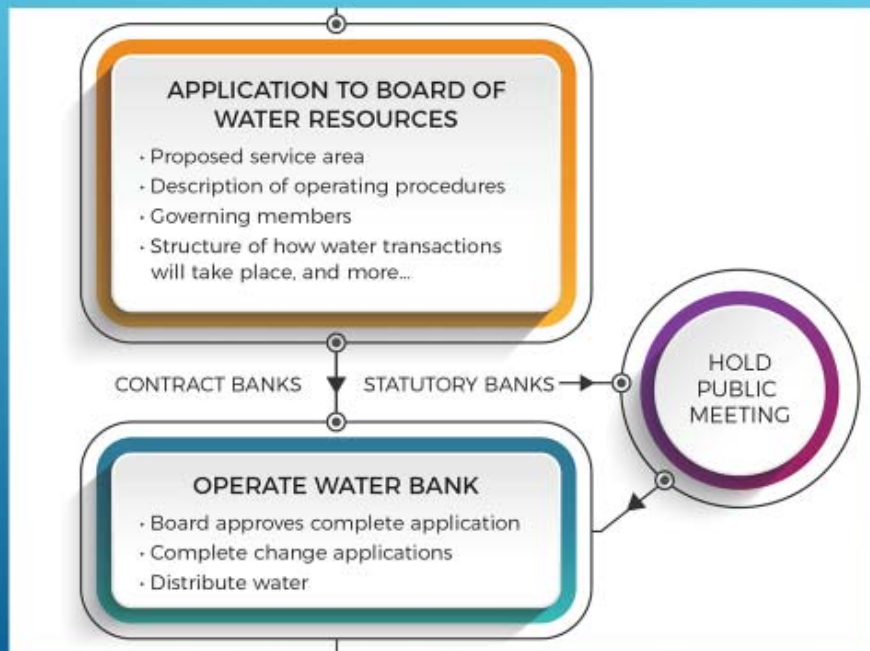 APPLICATION TO BOARD OF
WATER RESOURCES
• Proposed service area
• Description of operating procedures
• Governing members
• Structure of how water transactions
will take place, and more...
CONTRACT BANKS
STATUTORY BANKS
HOLD
PUBLIC
MEETING
OPERATE WATER BANK
• Board approves complete application
• Complete change applications
• Distribute water